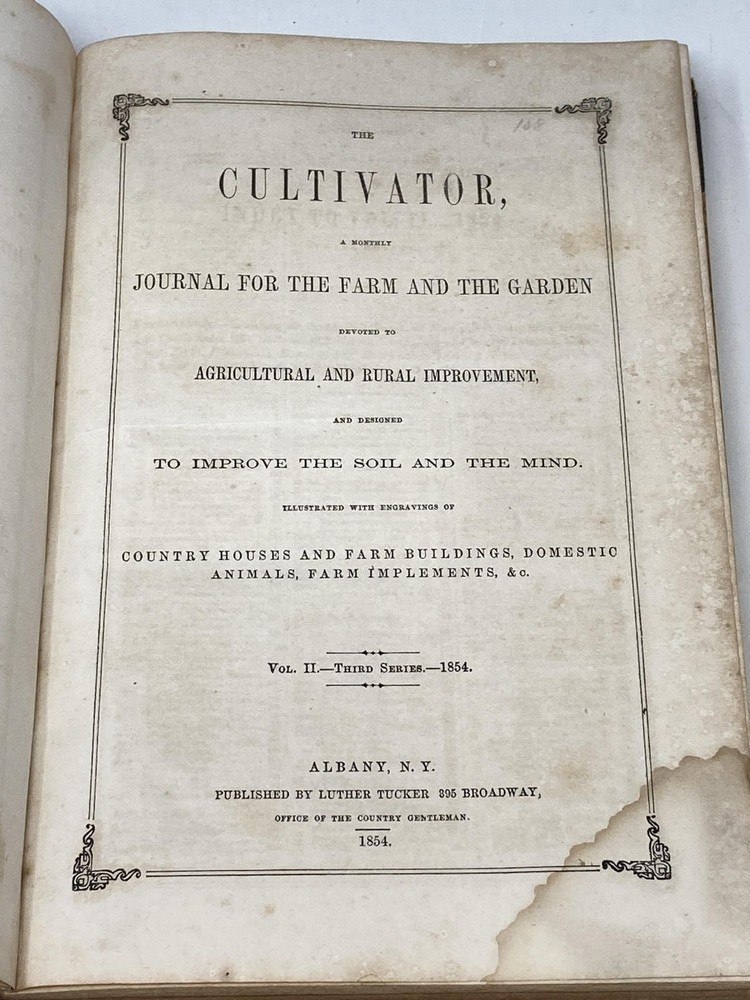 168
THE
CULTIVATOR,
A MONTHLY
JOURNAL FOR THE FARM AND THE GARDEN
DEVOTED TO
AGRICULTURAL AND RURAL IMPROVEMENT,
AND DESIGNED
TO IMPROVE THE SOIL AND THE MIND.
ILLUSTRATED WITH ENGRAVINGS OF
COUNTRY HOUSES AND FARM BUILDINGS, DOMESTIC
ANIMALS, FARM IMPLEMENTS, &c.
VOL. II.—THIRD SERIES.—1854.
ALBANY, N. Y.
PUBLISHED BY LUTHER TUCKER 395 BROADWAY,
OFFICE OF THE COUNTRY GENTLEMAN.
1854.